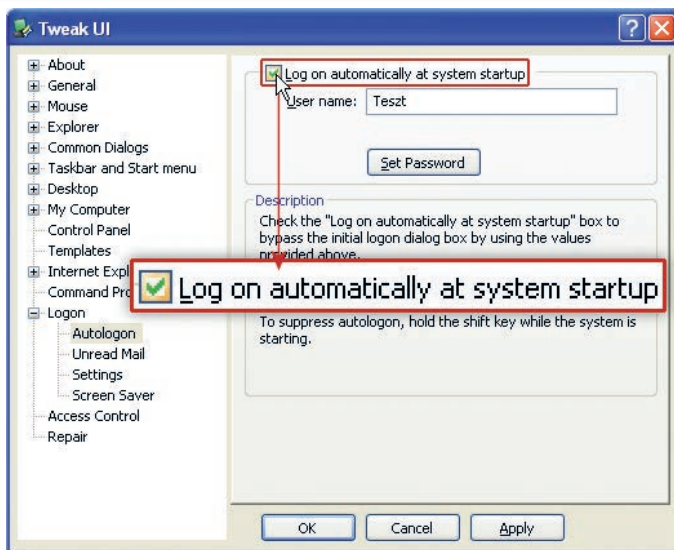 Tweak UI
About
General
Mouse
Explorer
Common Dialogs
Taskbar and Start menu
Desktop
My Computer
Control Panel
Templates
Internet Expl
Command Pro
Logon
Autologon
Unread Mail
Settings
Screen Saver
Access Control
Repair
Log on automatically at system startup
User name: Teszt
Set Password
Description
Check the "Log on automatically at system startup" box to
bypass the initial logon dialog box by using the values
provided above.
Log on automatically at system startup
To suppress autologon, hold the shift key while the system is
starting.
OK Cancel Apply